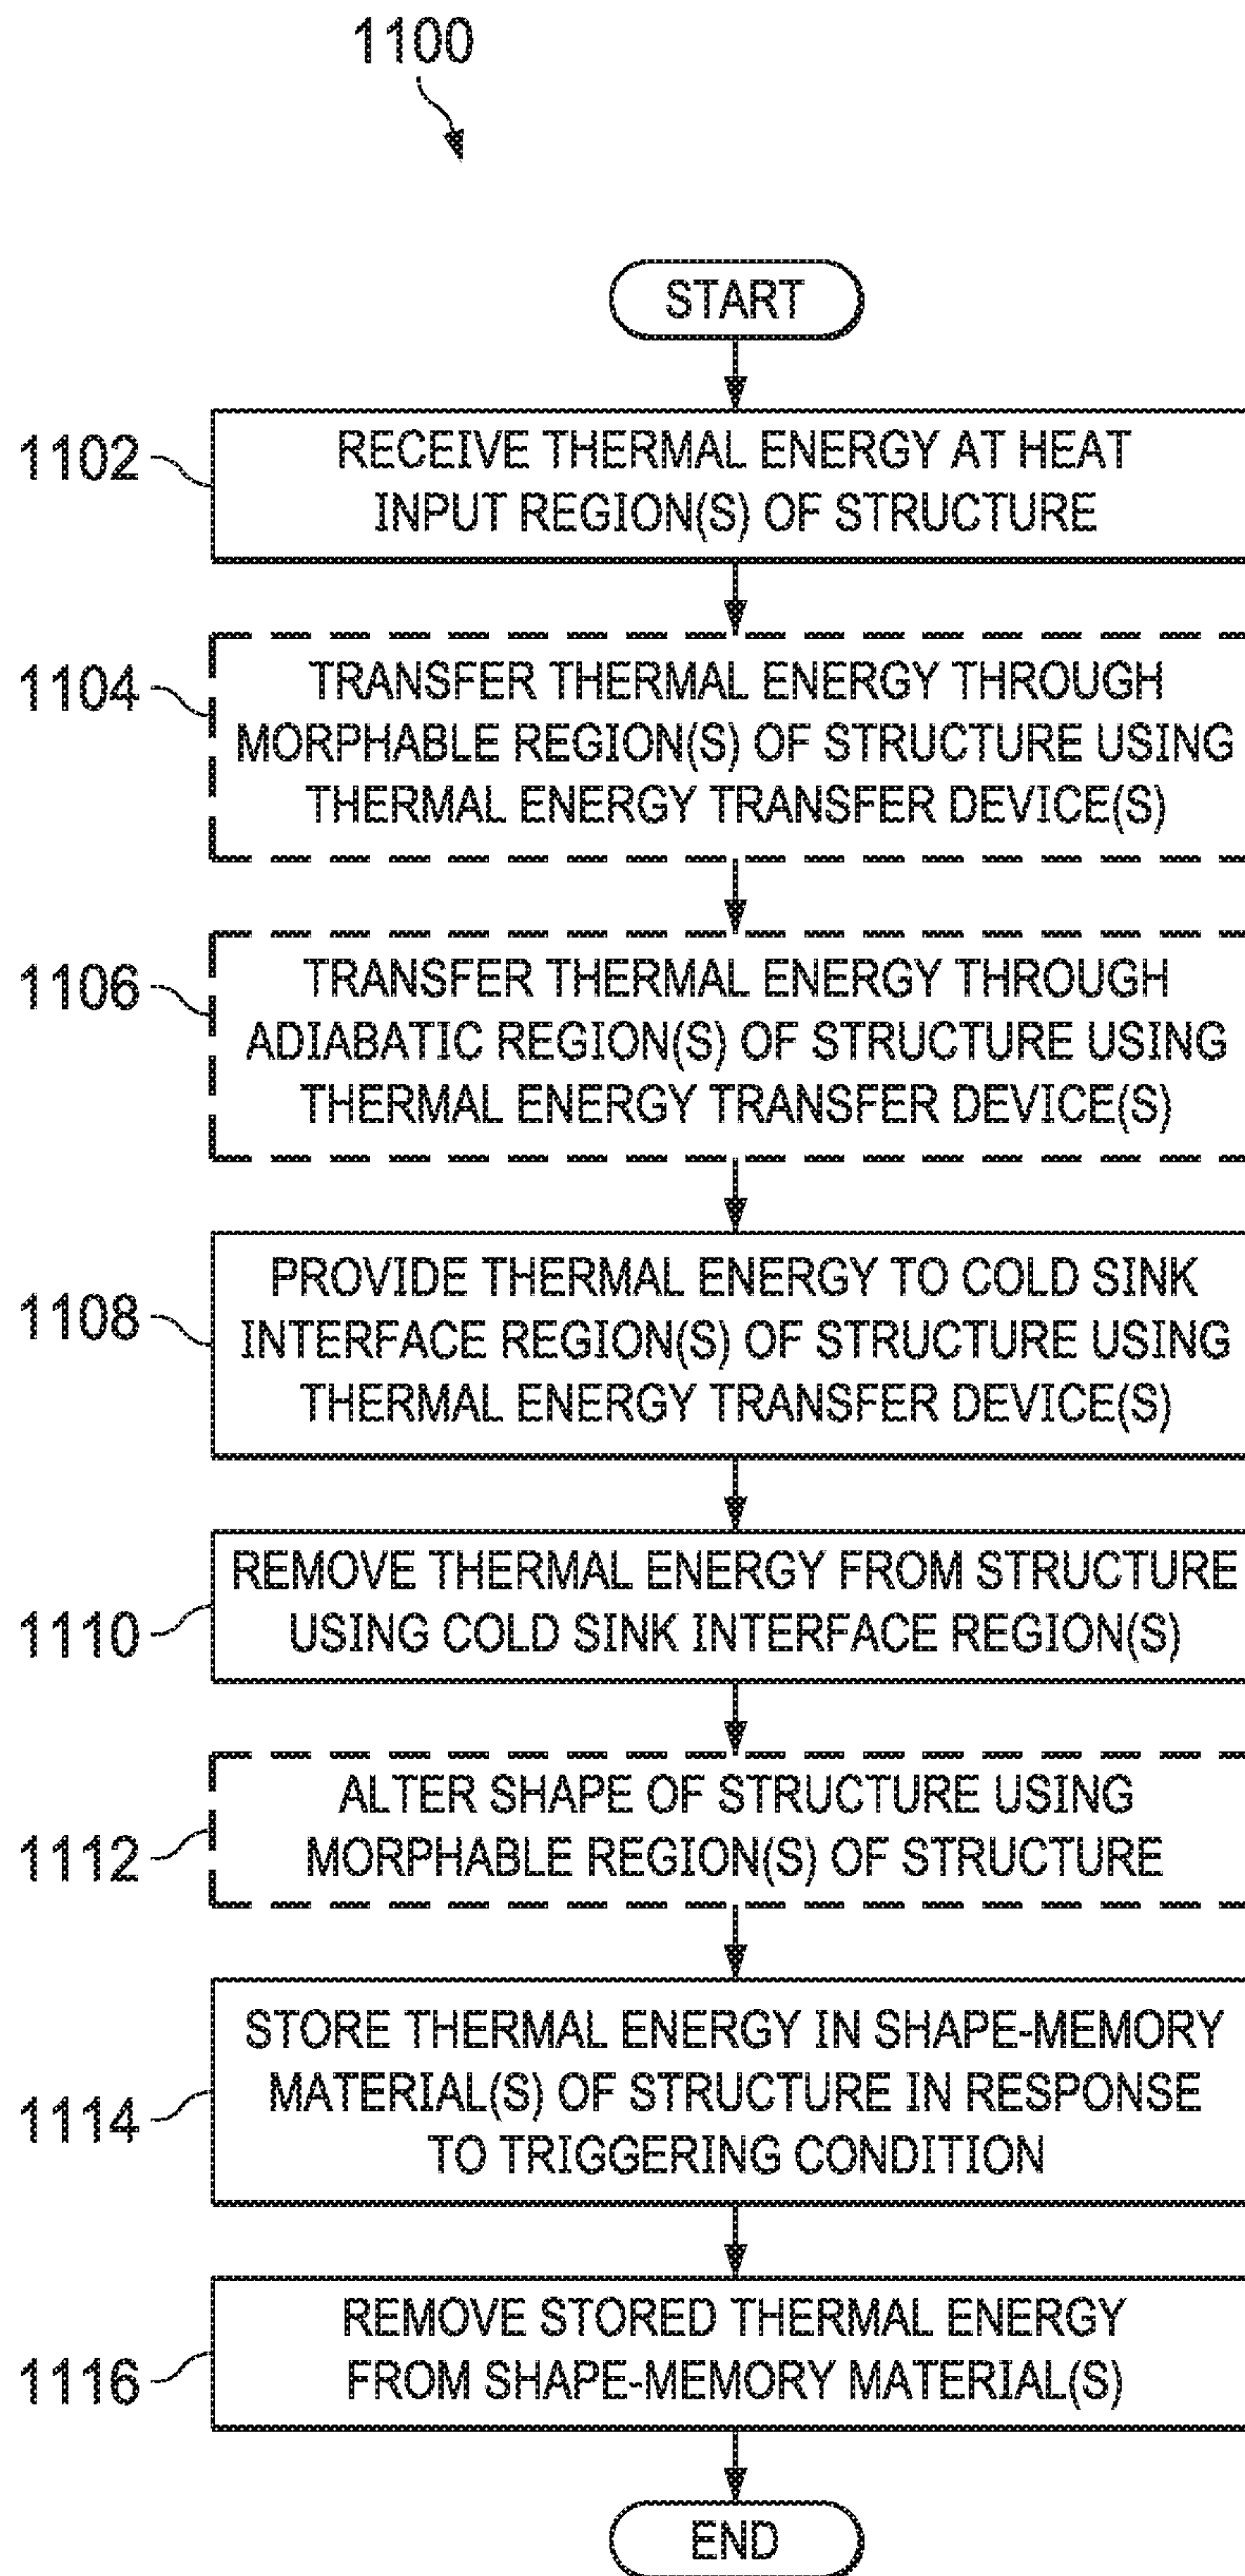 1100
START
1102
RECEIVE THERMAL ENERGY AT HEAT
INPUT REGION(S) OF STRUCTURE
1104
TRANSFER THERMAL ENERGY THROUGH
MORPHABLE REGION(S) OF STRUCTURE USING
THERMAL ENERGY TRANSFER DEVICE(S)
1106
TRANSFER THERMAL ENERGY THROUGH
ADIABATIC REGION(S) OF STRUCTURE USING
THERMAL ENERGY TRANSFER DEVICE(S)
1108
PROVIDE THERMAL ENERGY TO COLD SINK
INTERFACE REGION(S) OF STRUCTURE USING
THERMAL ENERGY TRANSFER DEVICE(S)
1110
REMOVE THERMAL ENERGY FROM STRUCTURE
USING COLD SINK INTERFACE REGION(S)
1112
ALTER SHAPE OF STRUCTURE USING
MORPHABLE REGION(S) OF STRUCTURE
1114
STORE THERMAL ENERGY IN SHAPE-MEMORY
MATERIAL(S) OF STRUCTURE IN RESPONSE
TO TRIGGERING CONDITION
1116
REMOVE STORED THERMAL ENERGY
FROM SHAPE-MEMORY MATERIAL(S)
END